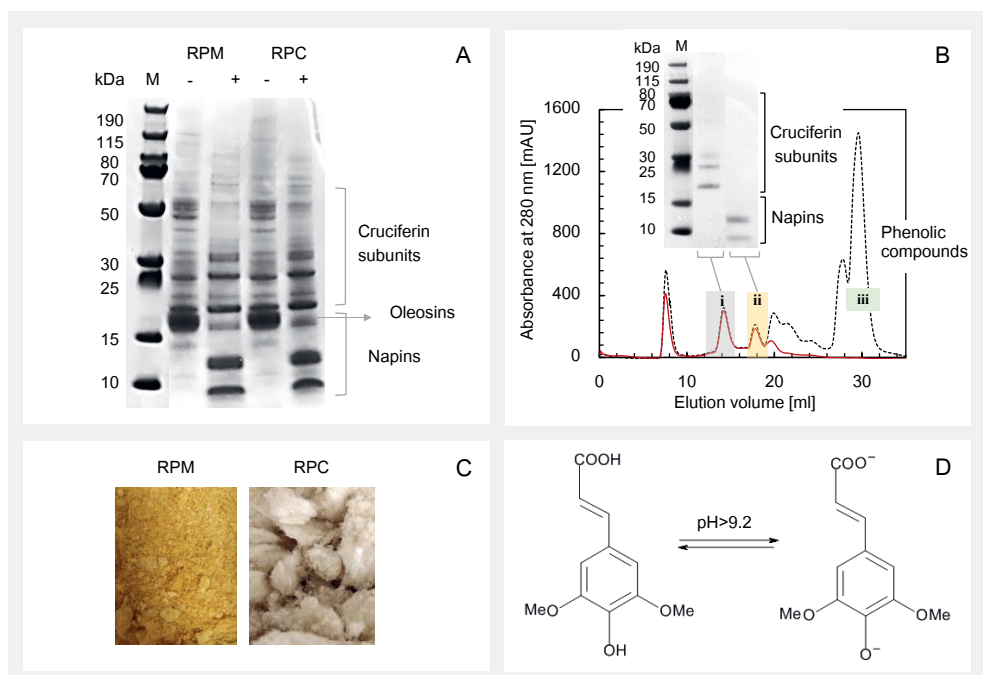 A
RPM RPC
kDa M - + - +
190
115
80
70
50
30
25
15
10
Cruciferin
subunits
Oleosins
Napins
B
kDa M
190
115
80
70
50
30
25
15
10
Cruciferin
subunits
Napins
Phenolic
compounds
i
ii
iii
Absorbance at 280 nm [mAU]
1600
1200
800
400
0
0 10 20 30
Elution volume [ml]
C
RPM RPC
D
COOH
MeO
OMe
OH
pH>9.2
COO⁻
MeO
OMe
O⁻